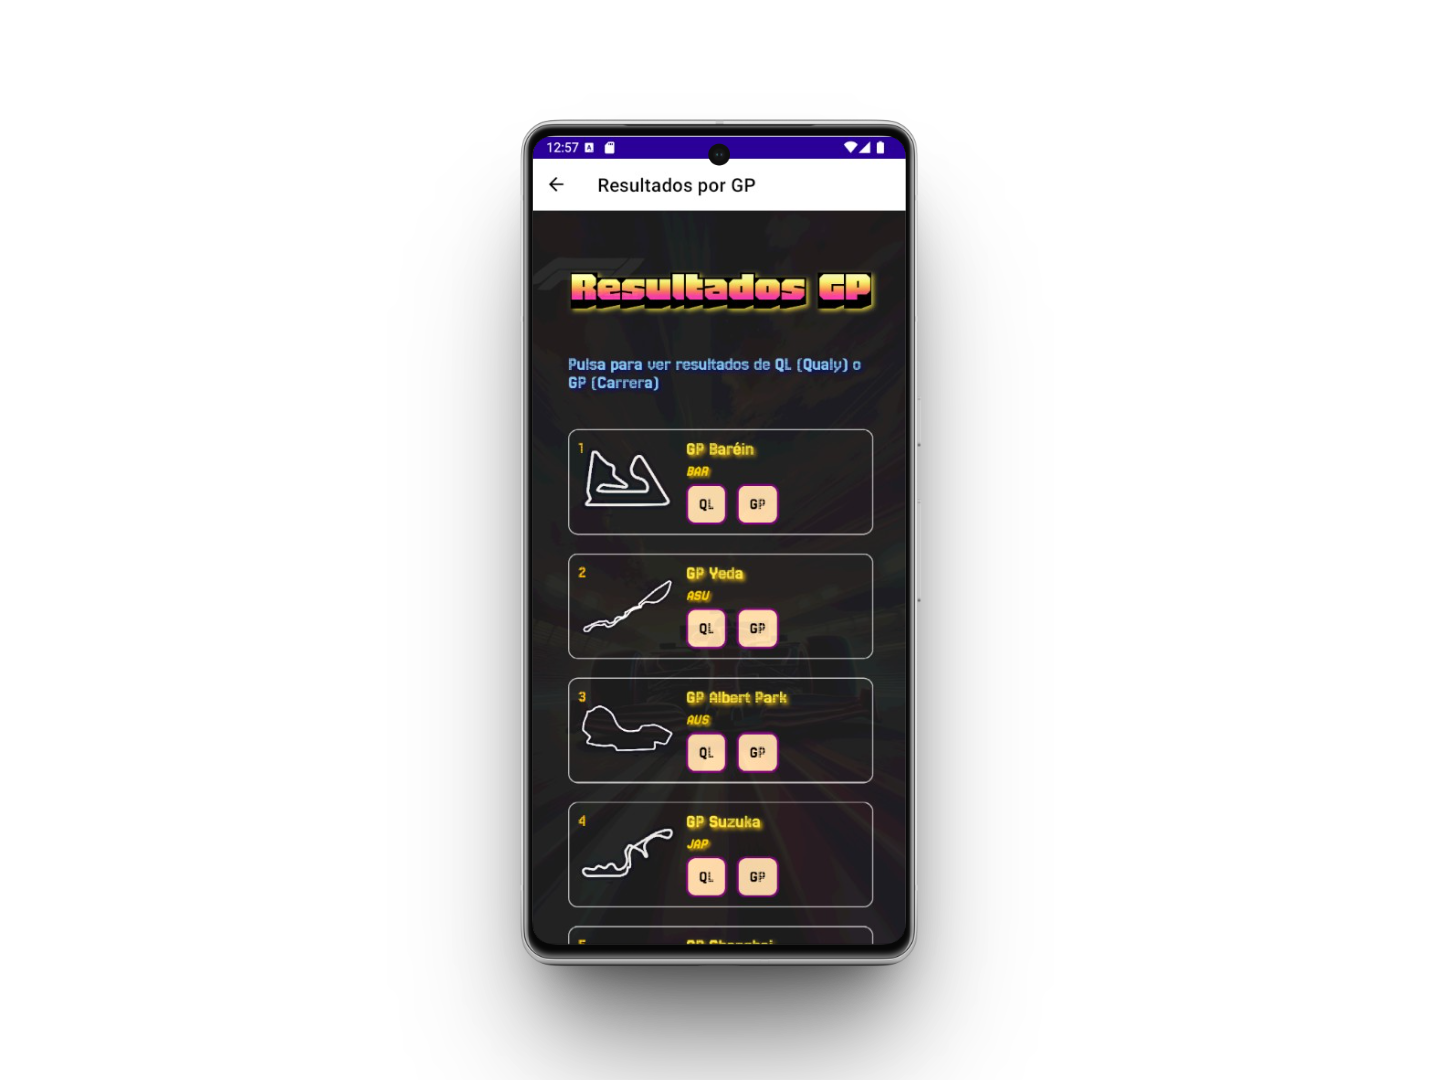 12:57
Resultados por GP
Resultados GP
Pulsa para ver resultados de QL (Qualy) o
GP (Carrera)
1
GP Baréin
BAR
QL GP
2
GP Yeda
ASU
QL GP
3
GP Albert Park
AUS
QL GP
4
GP Suzuka
JAP
QL GP